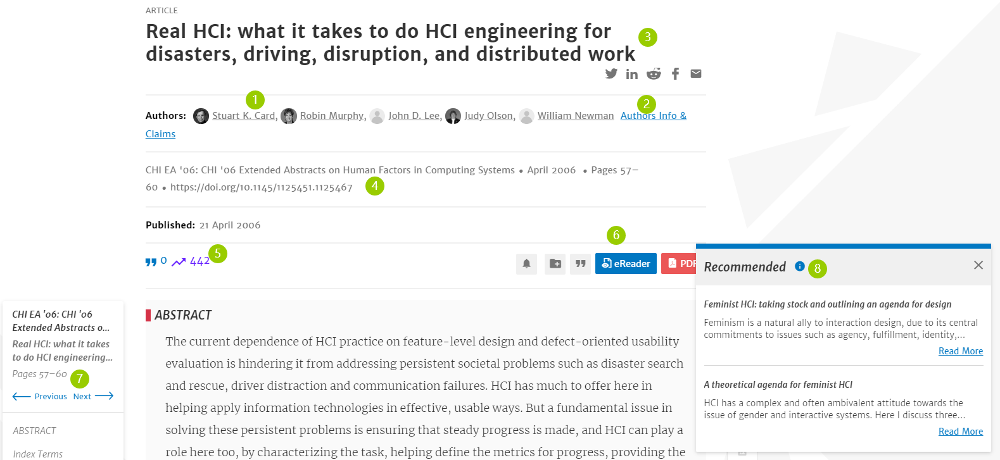 ARTICLE
Real HCI: what it takes to do HCI engineering for
disasters, driving, disruption, and distributed work
3
1
2
Authors: Stuart K. Card, Robin Murphy, John D. Lee, Judy Olson, William Newman Authors Info &
Claims
CHI EA '06: CHI '06 Extended Abstracts on Human Factors in Computing Systems • April 2006 • Pages 57–
60 • https://doi.org/10.1145/1125451.1125467
4
Published: 21 April 2006
0 442
5
6
eReader
PDF
ABSTRACT
The current dependence of HCI practice on feature-level design and defect-oriented usability
evaluation is hindering it from addressing persistent societal problems such as disaster search
and rescue, driver distraction and communication failures. HCI has much to offer here in
helping apply information technologies in effective, usable ways. But a fundamental issue in
solving these persistent problems is ensuring that steady progress is made, and HCI can play a
role here too, by characterizing the task, helping define the metrics for progress, providing the
CHI EA '06: CHI '06
Extended Abstracts o...
Real HCI: what it takes
to do HCI engineering...
Pages 57–60
7
Previous Next
ABSTRACT
Index Terms
Recommended
8
Feminist HCI: taking stock and outlining an agenda for design
Feminism is a natural ally to interaction design, due to its central
commitments to issues such as agency, fulfillment, identity,...
Read More
A theoretical agenda for feminist HCI
HCI has a complex and often ambivalent attitude towards the
issue of gender and interactive systems. Here I discuss three...
Read More